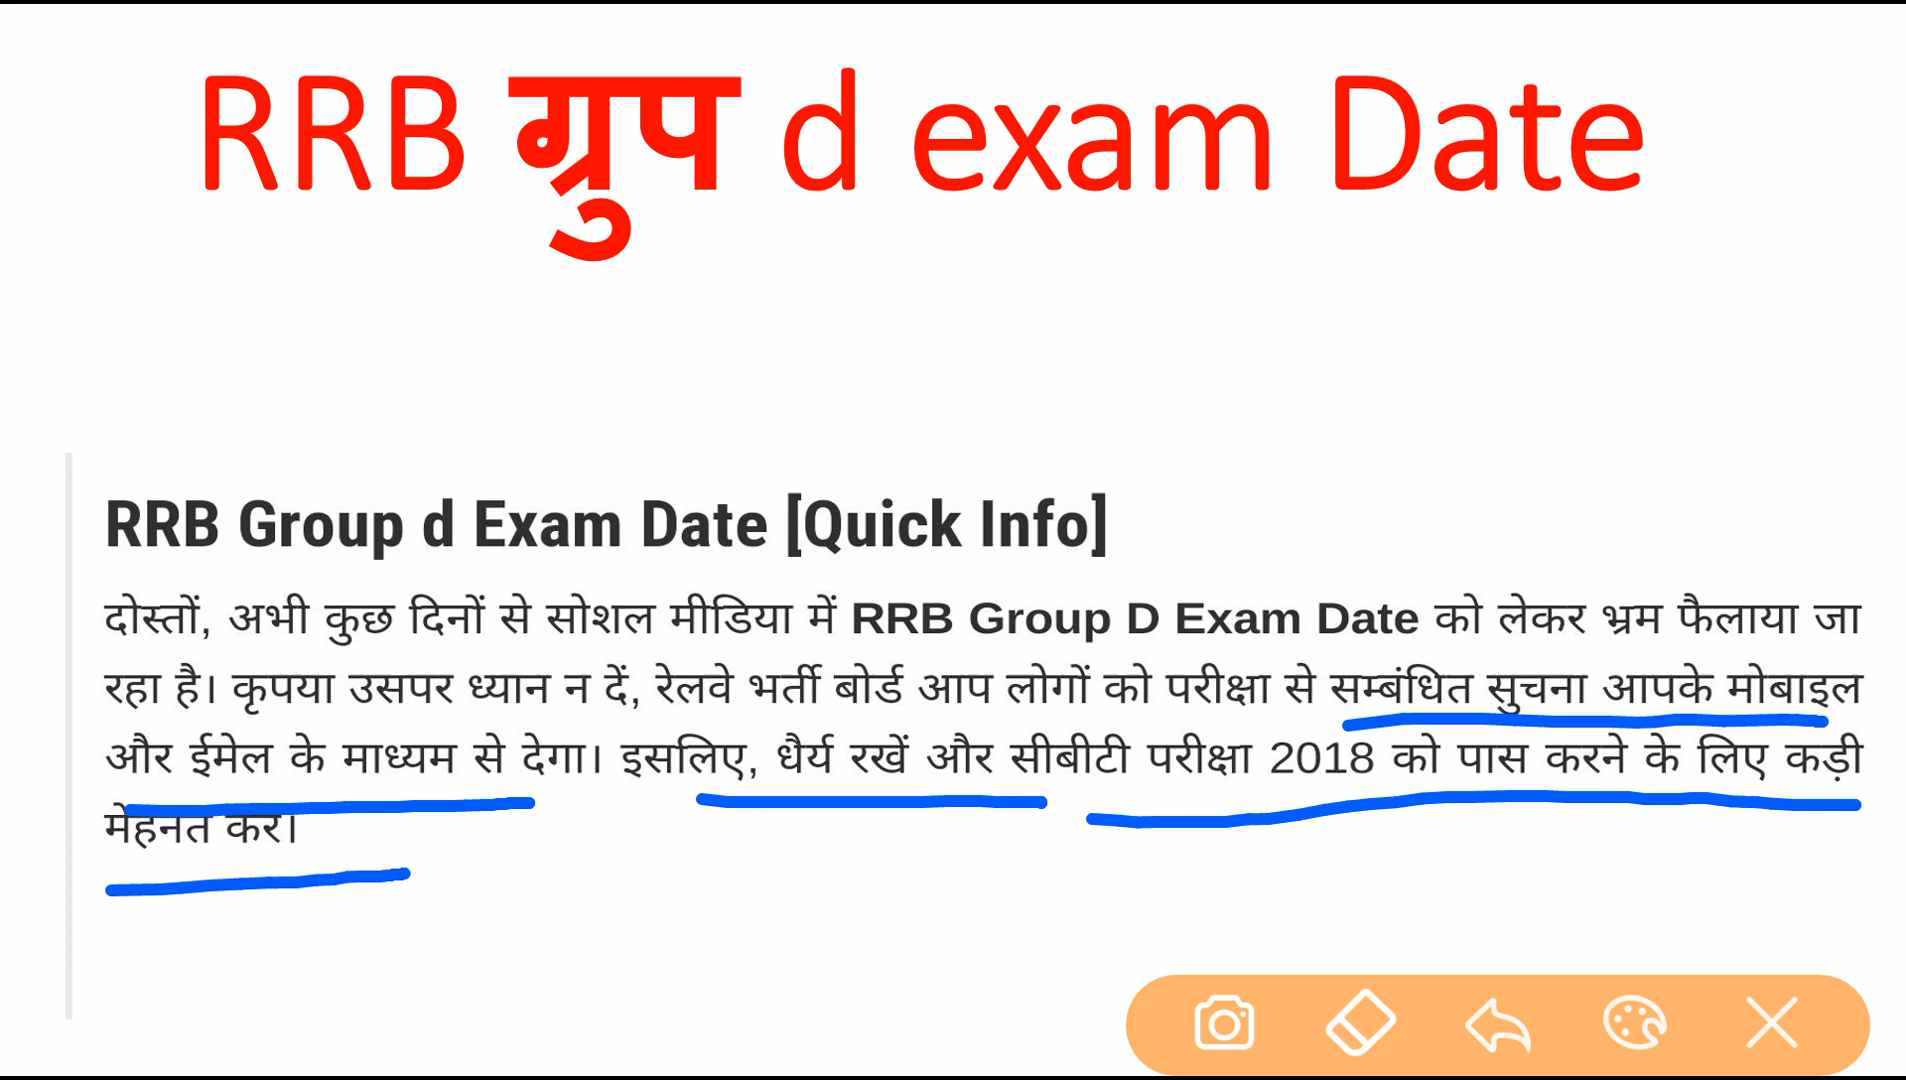 RRB ग्रुप d exam Date
RRB Group d Exam Date [Quick Info]
दोस्तों, अभी कुछ दिनों से सोशल मीडिया में RRB Group D Exam Date को लेकर भ्रम फैलाया जा
रहा है। कृपया उसपर ध्यान न दें, रेलवे भर्ती बोर्ड आप लोगों को परीक्षा से सम्बंधित सुचना आपके मोबाइल
और ईमेल के माध्यम से देगा। इसलिए, धैर्य रखें और सीबीटी परीक्षा 2018 को पास करने के लिए कड़ी
मेहनत करें।